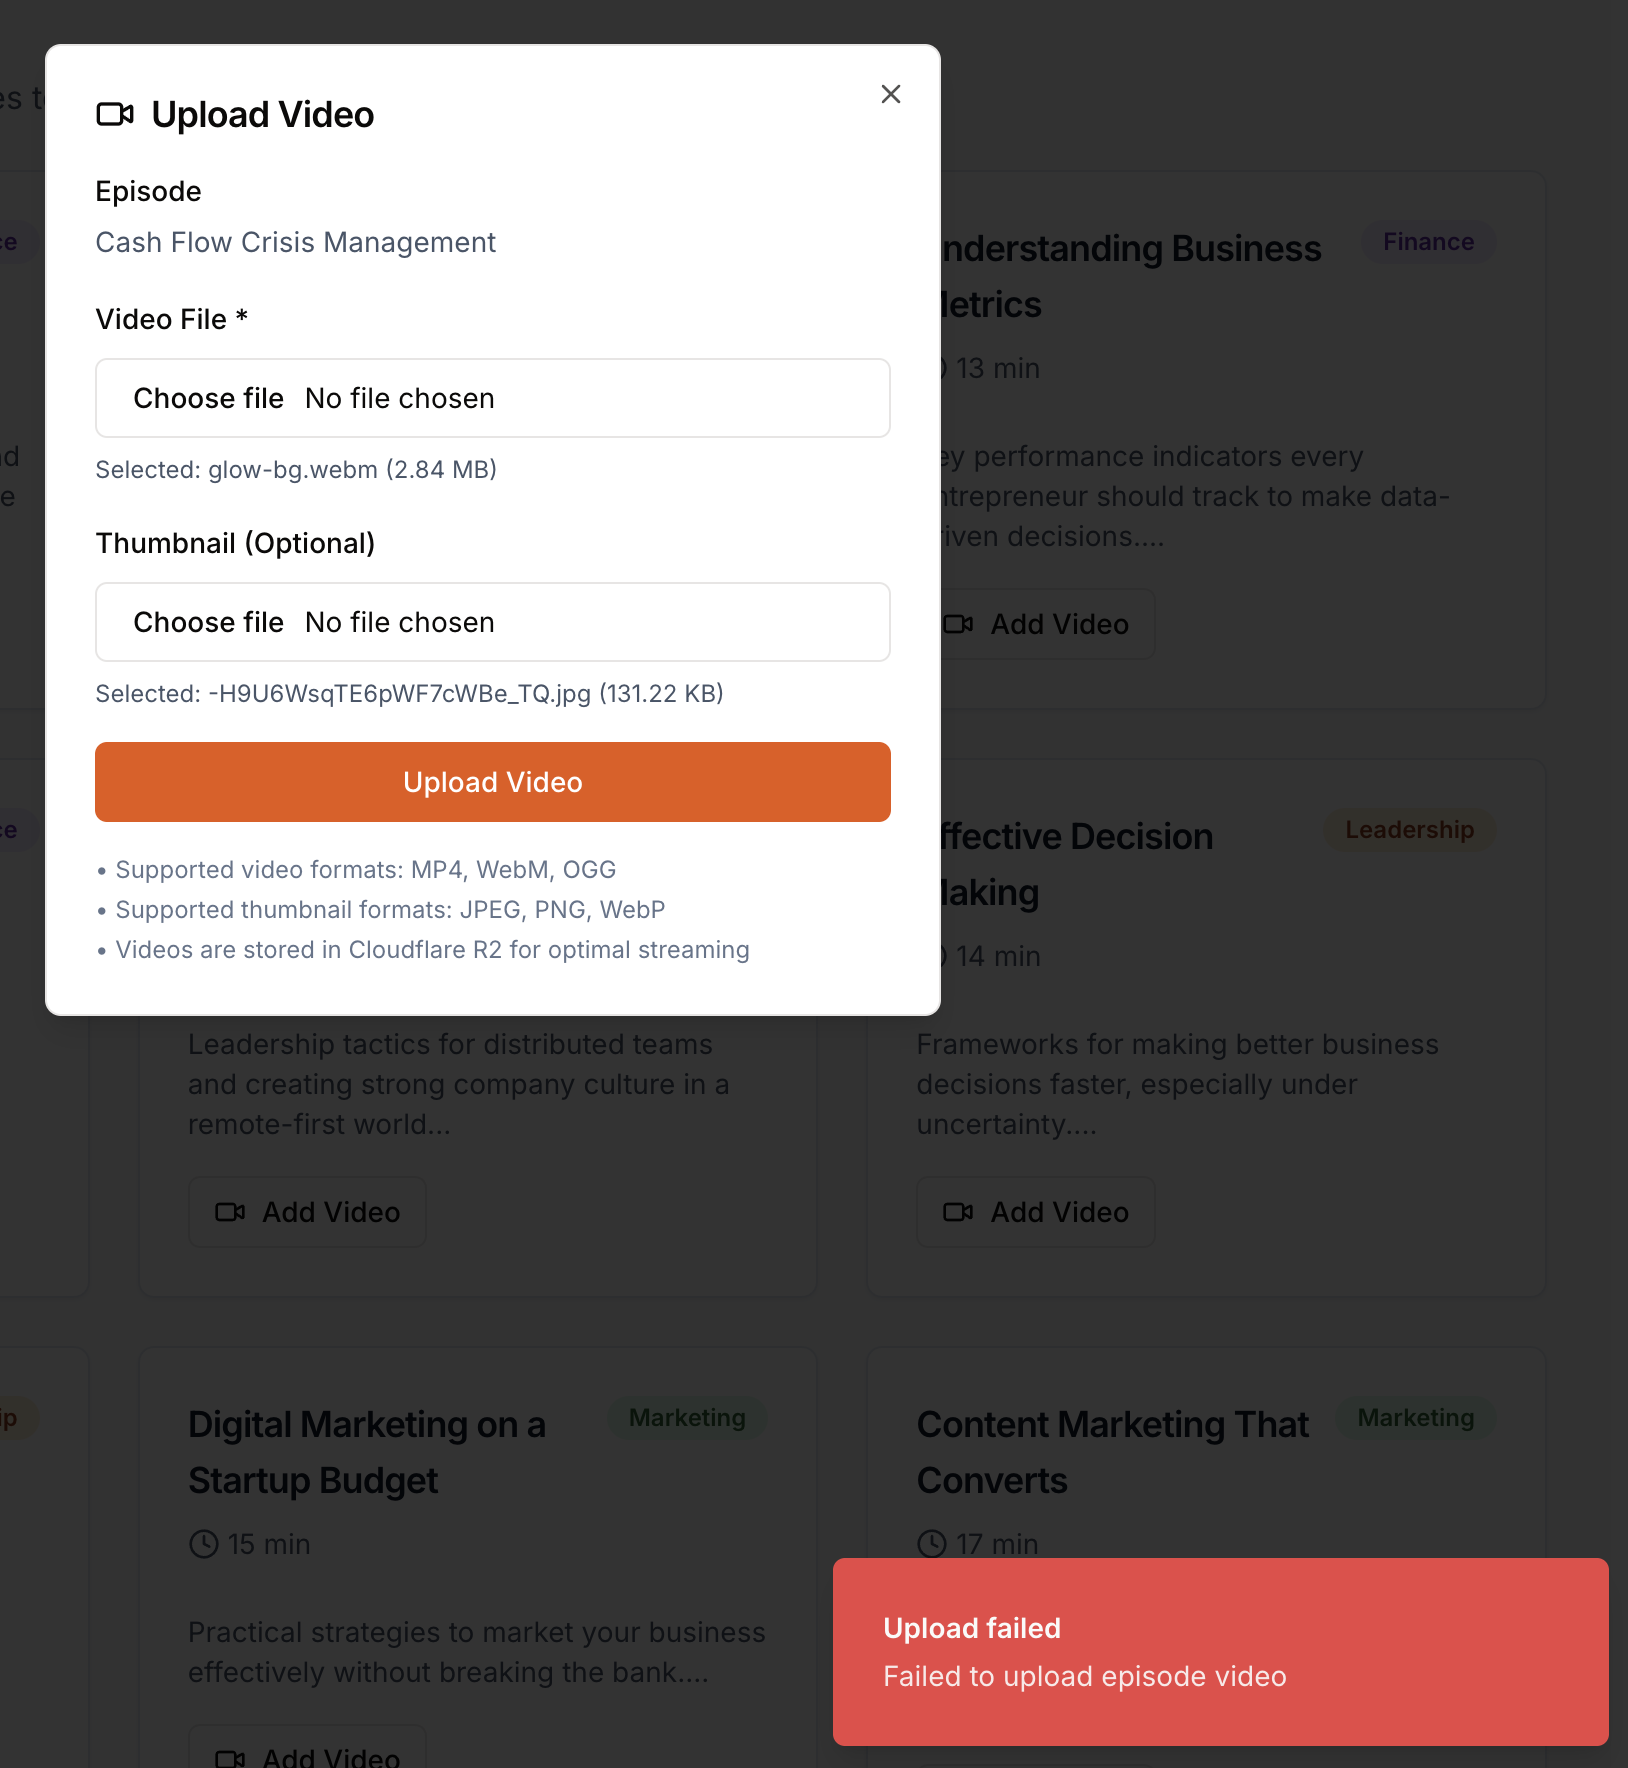 Upload Video
Episode
Cash Flow Crisis Management
Video File *
Choose file No file chosen
Selected: glow-bg.webm (2.84 MB)
Thumbnail (Optional)
Choose file No file chosen
Selected: -H9U6WsqTE6pWF7cWBe_TQ.jpg (131.22 KB)
Upload Video
• Supported video formats: MP4, WebM, OGG
• Supported thumbnail formats: JPEG, PNG, WebP
• Videos are stored in Cloudflare R2 for optimal streaming
nderstanding Business
etrics
Finance
13 min
ey performance indicators every
ntrepreneur should track to make data-
riven decisions....
Add Video
ffective Decision
aking
Leadership
14 min
Leadership tactics for distributed teams
and creating strong company culture in a
remote-first world...
Add Video
Frameworks for making better business
decisions faster, especially under
uncertainty....
Add Video
Digital Marketing on a
Startup Budget
Marketing
15 min
Practical strategies to market your business
effectively without breaking the bank....
Add Video
Content Marketing That
Converts
Marketing
17 min
Upload failed
Failed to upload episode video